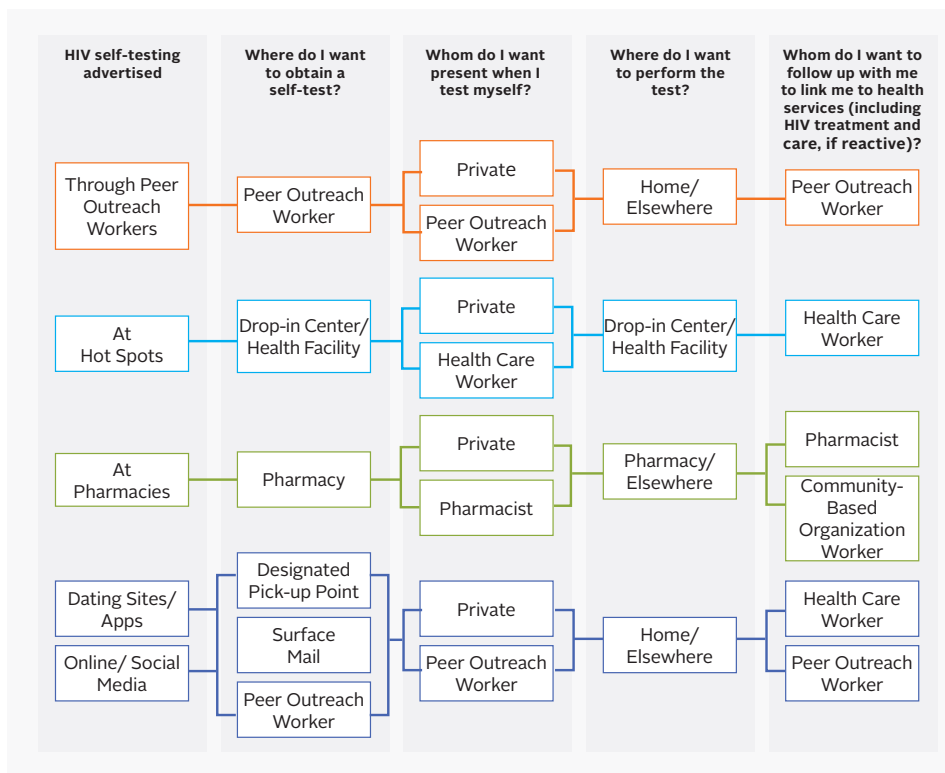 HIV self-testing
advertised
Where do I want
to obtain a
self-test?
Whom do I want
present when I
test myself?
Where do I want
to perform the
test?
Whom do I want to
follow up with me
to link me to health
services (including
HIV treatment and
care, if reactive)?
Through Peer
Outreach
Workers
Peer Outreach
Worker
Private
Peer Outreach
Worker
Home/
Elsewhere
Peer Outreach
Worker
At
Hot Spots
Drop-in Center/
Health Facility
Private
Health Care
Worker
Drop-in Center/
Health Facility
Health Care
Worker
At
Pharmacies
Pharmacy
Private
Pharmacist
Pharmacy/
Elsewhere
Pharmacist
Community-
Based
Organization
Worker
Dating Sites/
Apps
Online/ Social
Media
Designated
Pick-up Point
Surface
Mail
Peer Outreach
Worker
Private
Peer Outreach
Worker
Home/
Elsewhere
Health Care
Worker
Peer Outreach
Worker